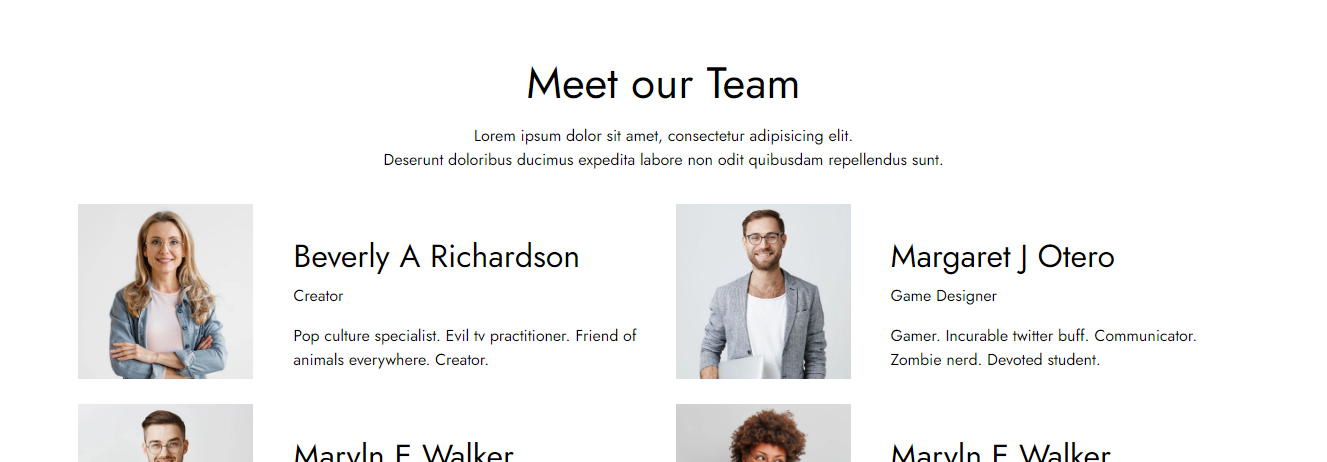 Meet our Team
Lorem ipsum dolor sit amet, consectetur adipisicing elit.
Deserunt doloribus ducimus expedita labore non odit quibusdam repellendus sunt.
Beverly A Richardson
Creator
Pop culture specialist. Evil tv practitioner. Friend of
animals everywhere. Creator.
Margaret J Otero
Game Designer
Gamer. Incurable twitter buff. Communicator.
Zombie nerd. Devoted student.
Maryln E Walker
Maryln E Walker